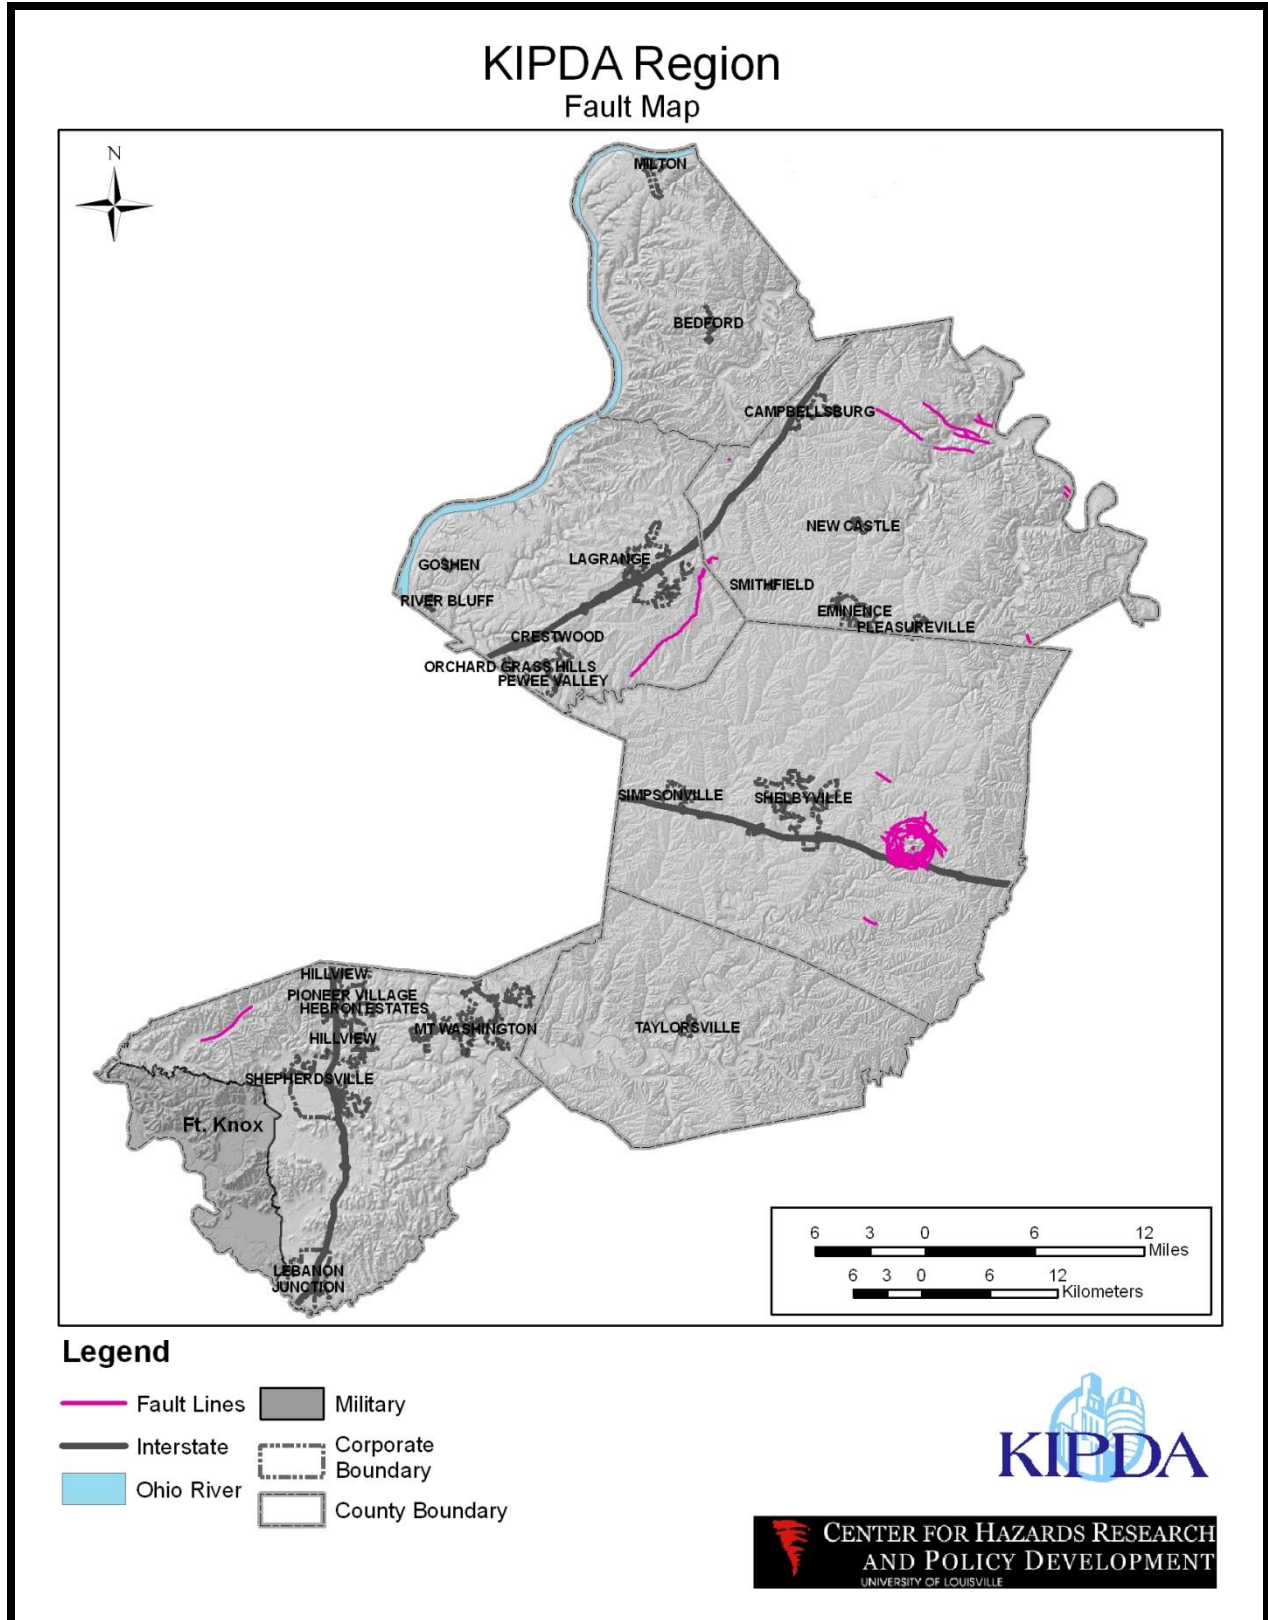 KIPDA Region
Fault Map
N
MILTON
BEDFORD
CAMPBELLSBURG
NEW CASTLE
LAGRANGE
GOSHEN
SMITHFIELD
RIVER BLUFF
EMINENCE
PLEASUREVILLE
CRESTWOOD
ORCHARD GRASS HILLS
PEWEE VALLEY
SIMPSONVILLE
SHELBYVILLE
HILLVIEW
PIONEER VILLAGE
HEBRON ESTATES
MT WASHINGTON
TAYLORSVILLE
HILLVIEW
SHEPHERDSVILLE
Ft. Knox
LEBANON
JUNCTION
6 3 0 6 12
Miles
6 3 0 6 12
Kilometers
Legend
Fault Lines
Interstate
Ohio River
Military
Corporate
Boundary
County Boundary
KIPDA
CENTER FOR HAZARDS RESEARCH
AND POLICY DEVELOPMENT
UNIVERSITY OF LOUISVILLE